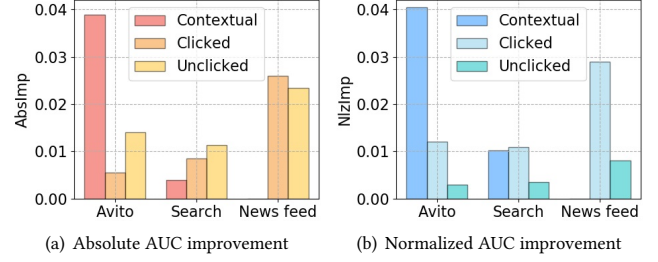 0.04
0.03
0.02
0.01
0.00
AbsImp
Contextual
Clicked
Unclicked
Avito Search News feed
(a) Absolute AUC improvement
0.04
0.03
0.02
0.01
0.00
NlzImp
Contextual
Clicked
Unclicked
Avito Search News feed
(b) Normalized AUC improvement